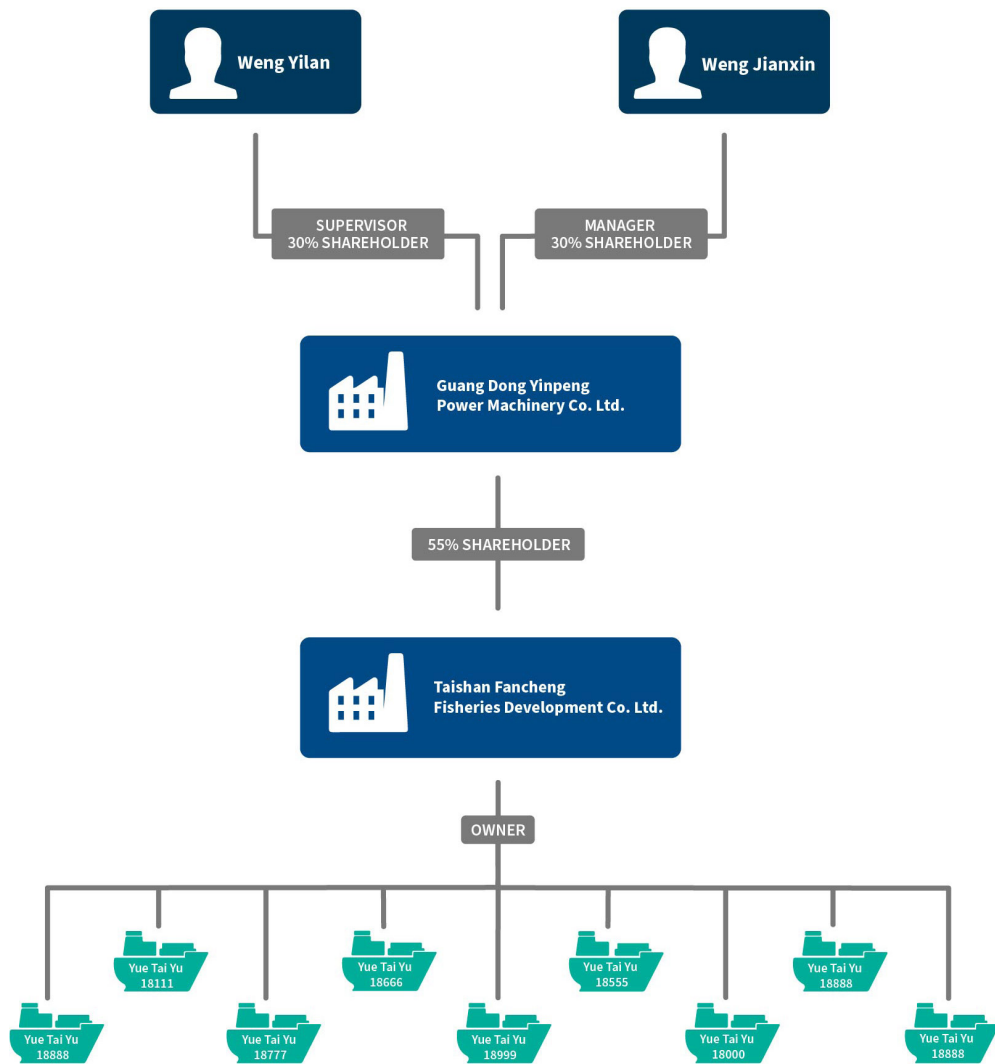 Weng Yilan
Weng Jianxin
SUPERVISOR
30% SHAREHOLDER
MANAGER
30% SHAREHOLDER
Guang Dong Yinpeng
Power Machinery Co. Ltd.
55% SHAREHOLDER
Taishan Fancheng
Fisheries Development Co. Ltd.
OWNER
Yue Tai Yu
18111
Yue Tai Yu
18666
Yue Tai Yu
18555
Yue Tai Yu
18888
Yue Tai Yu
18888
Yue Tai Yu
18777
Yue Tai Yu
18999
Yue Tai Yu
18000
Yue Tai Yu
18888